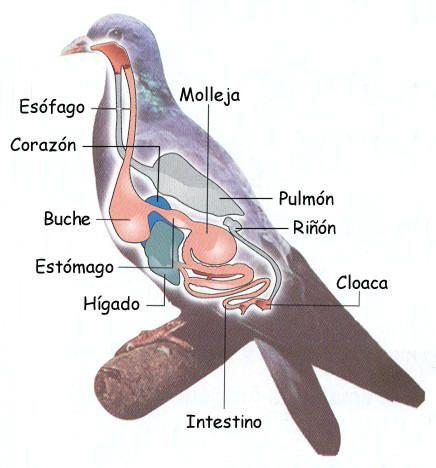 Molleja
Esófago
Corazón
Pulmón
Buche
Riñón
Estómago
Cloaca
Hígado
Intestino